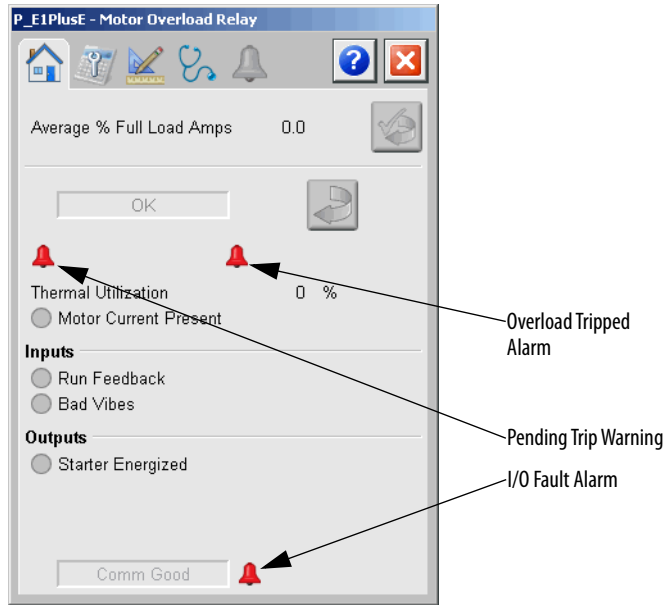 P_E1PlusE - Motor Overload Relay
?
Average % Full Load Amps 0.0
OK
Thermal Utilization 0 %
Motor Current Present
Inputs
Run Feedback
Bad Vibes
Outputs
Starter Energized
Comm Good
Overload Tripped
Alarm
Pending Trip Warning
I/O Fault Alarm